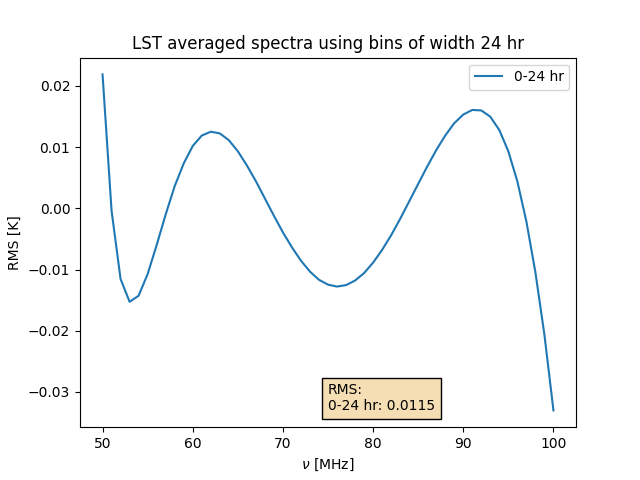 LST averaged spectra using bins of width 24 hr
0-24 hr
0.02
0.01
0.00
−0.01
−0.02
−0.03
RMS [K]
RMS:
0-24 hr: 0.0115
50
60
70
80
90
100
ν [MHz]